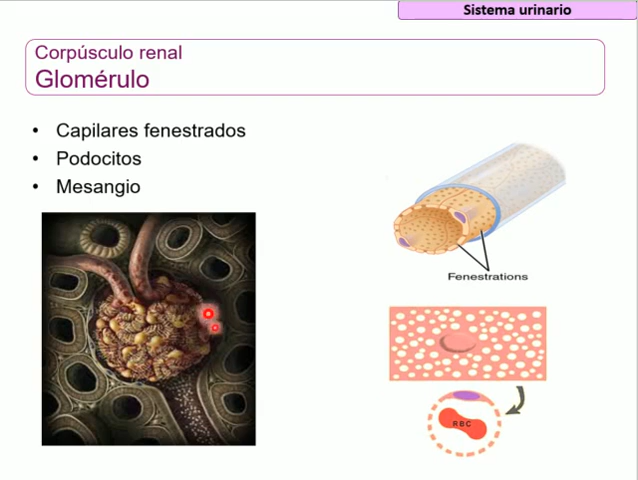 Sistema urinario
Corpúsculo renal
Glomérulo
• Capilares fenestrados
• Podocitos
• Mesangio
Fenestrations
RBC